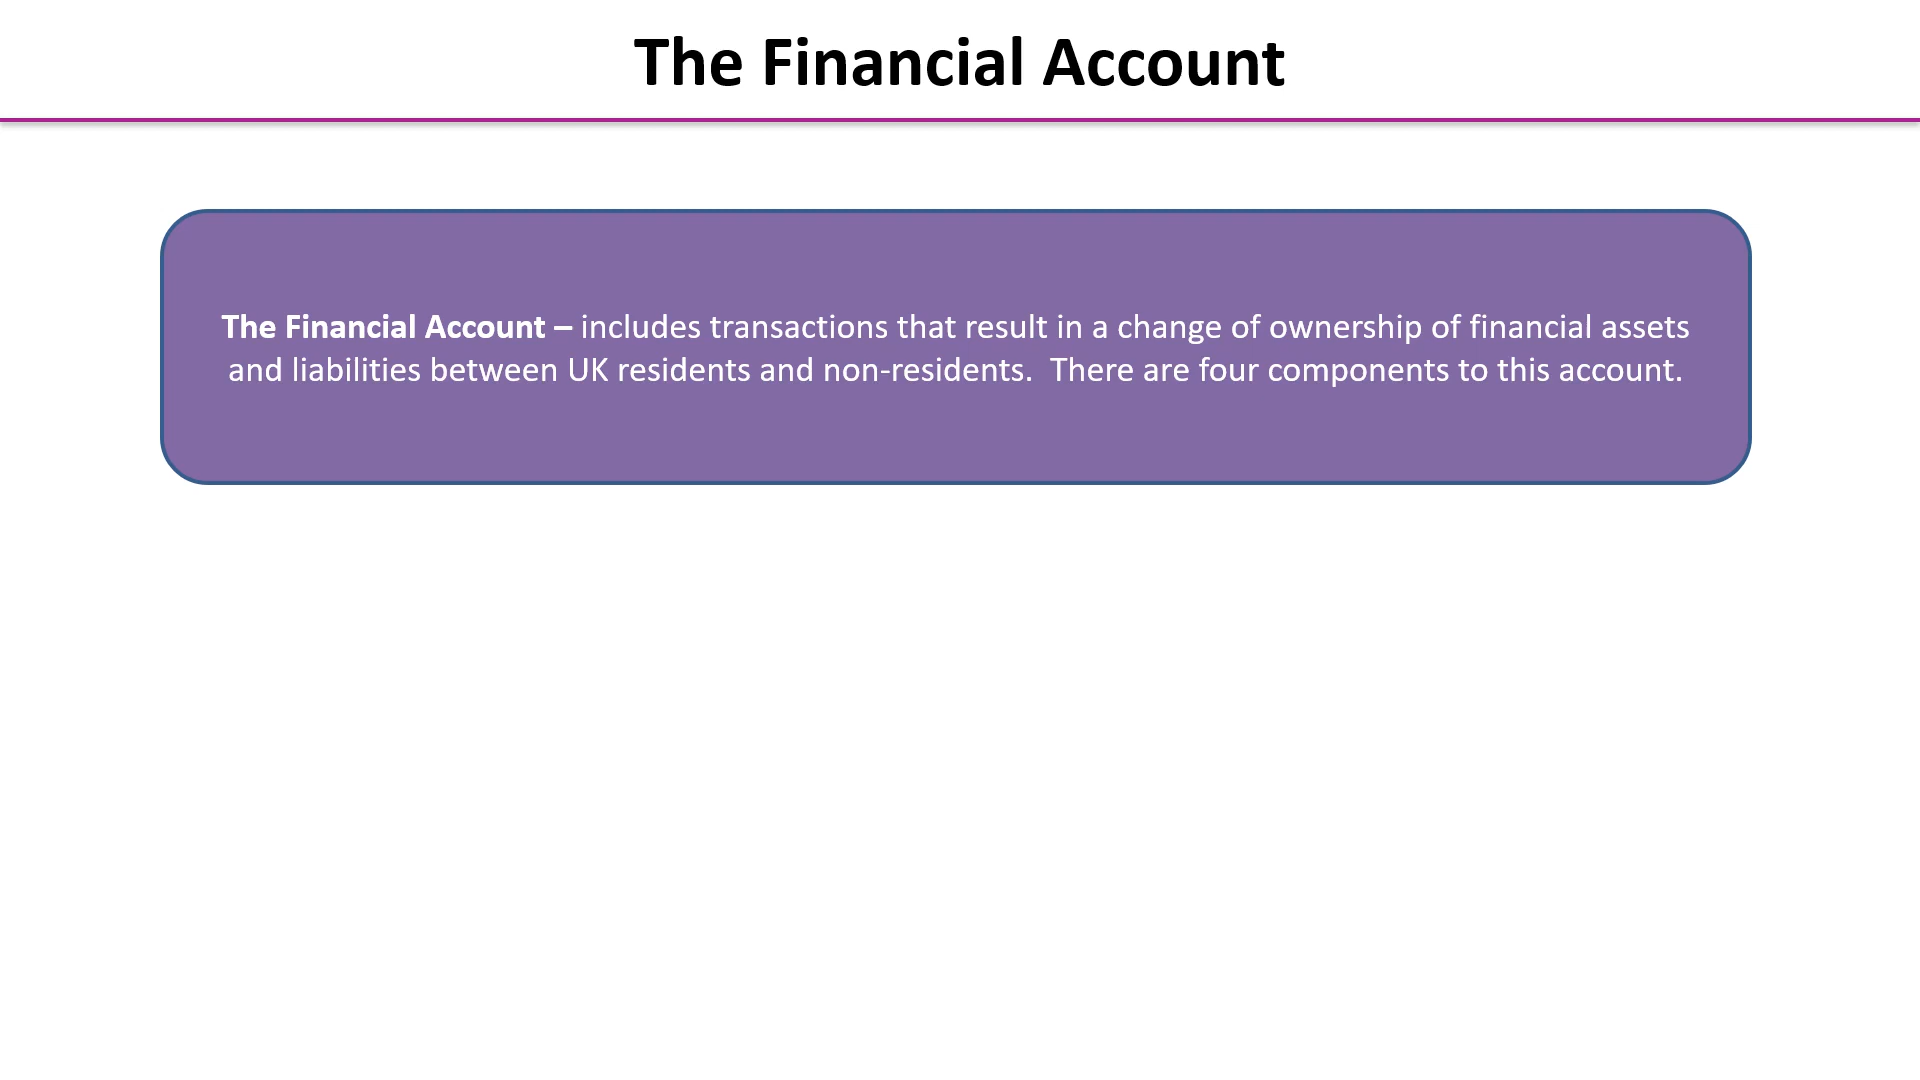 The Financial Account
The Financial Account – includes transactions that result in a change of ownership of financial assets
and liabilities between UK residents and non-residents.  There are four components to this account.